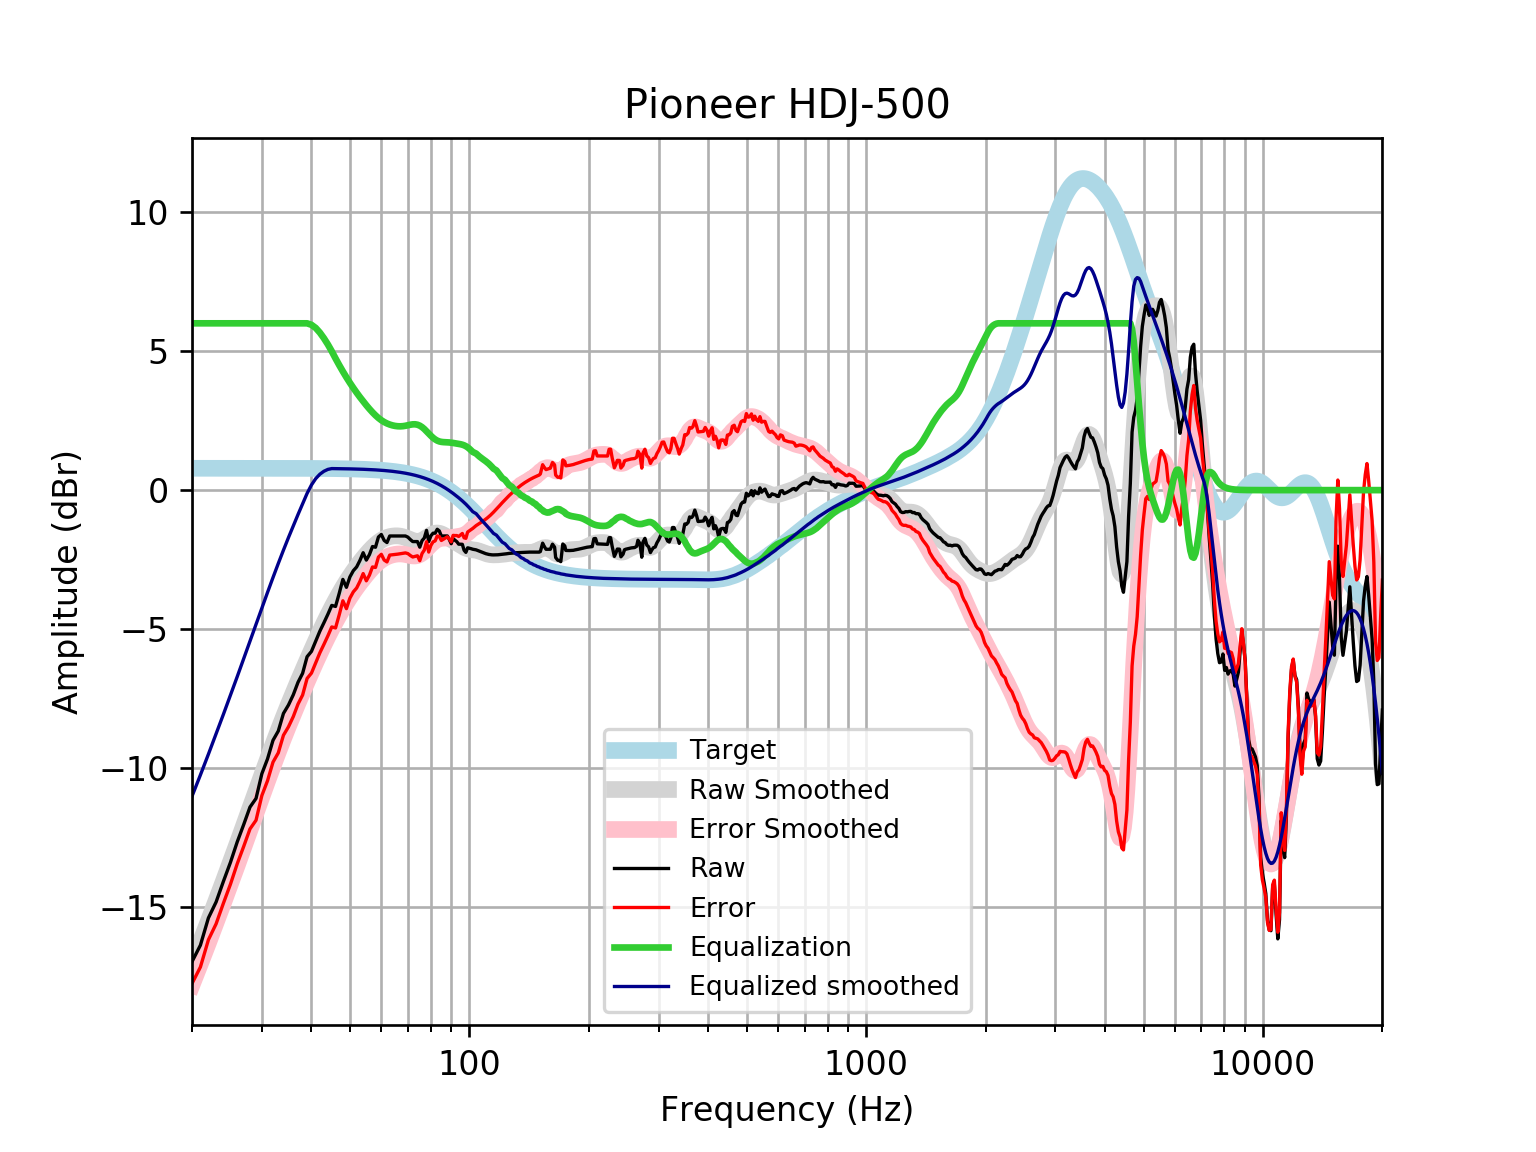 Pioneer HDJ-500
Amplitude (dBr)
10
5
0
−5
−10
−15
Target
Raw Smoothed
Error Smoothed
Raw
Error
Equalization
Equalized smoothed
100
1000
10000
Frequency (Hz)